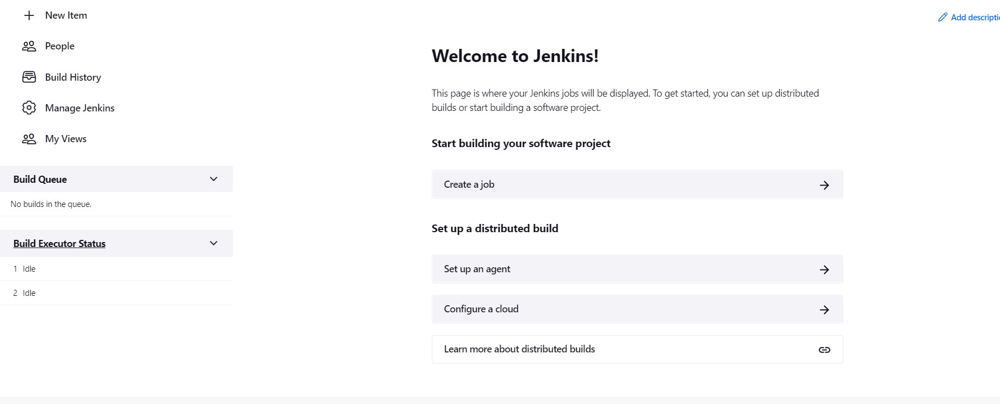 New Item
People
Build History
Manage Jenkins
My Views
Build Queue
No builds in the queue.
Build Executor Status
1 Idle
2 Idle
Add descripti
Welcome to Jenkins!
This page is where your Jenkins jobs will be displayed. To get started, you can set up distributed
builds or start building a software project.
Start building your software project
Create a job
Set up a distributed build
Set up an agent
Configure a cloud
Learn more about distributed builds